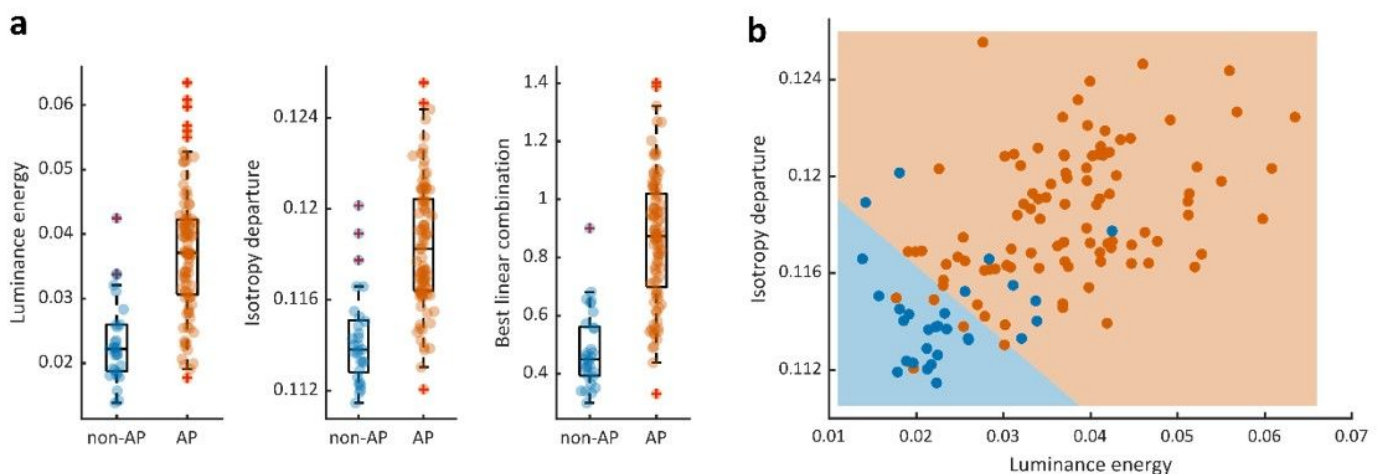 a
Luminance energy
0.06
0.05
0.04
0.03
0.02
non-AP AP
Isotropy departure
0.124
0.12
0.116
0.112
non-AP AP
Best linear combination
1.4
1.2
1
0.8
0.6
0.4
non-AP AP
b
Isotropy departure
0.124
0.12
0.116
0.112
0.01 0.02 0.03 0.04 0.05 0.06 0.07
Luminance energy